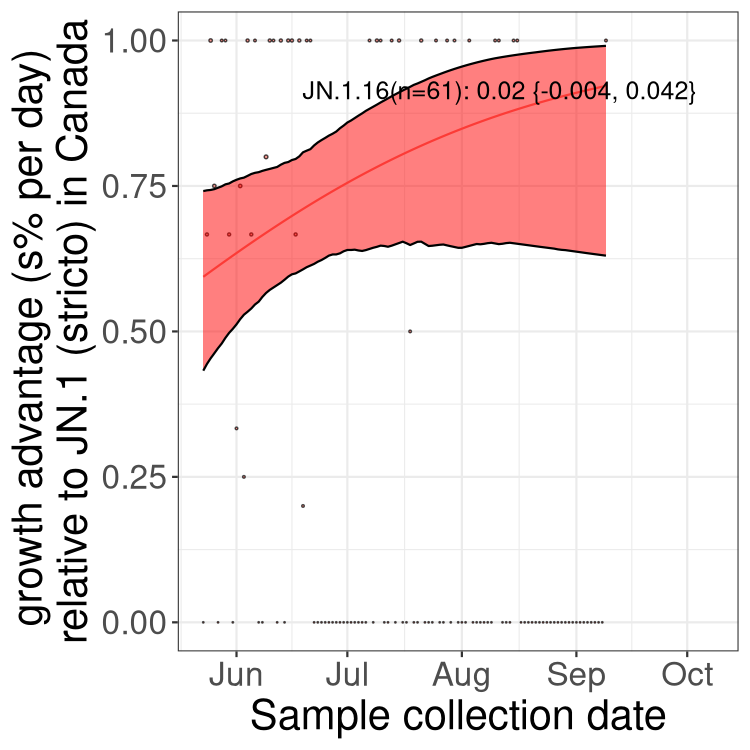 growth advantage (s% per day)
relative to JN.1 (stricto) in Canada
1.00
0.75
0.50
0.25
0.00
JN.1.16(n=61): 0.02 {-0.004, 0.042}
Jun Jul Aug Sep Oct
Sample collection date